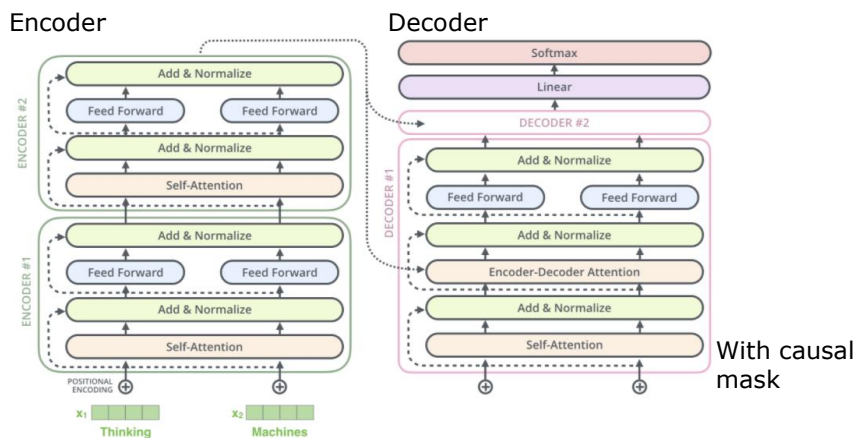 Encoder
ENCODER #2
Add & Normalize
Feed Forward Feed Forward
Add & Normalize
Self-Attention
ENCODER #1
Add & Normalize
Feed Forward Feed Forward
Add & Normalize
Self-Attention
POSITIONAL
ENCODING
x₁ x₂
Thinking Machines
Decoder
Softmax
Linear
DECODER #2
DECODER #1
Add & Normalize
Feed Forward Feed Forward
Add & Normalize
Encoder-Decoder Attention
Add & Normalize
Self-Attention
With causal
mask